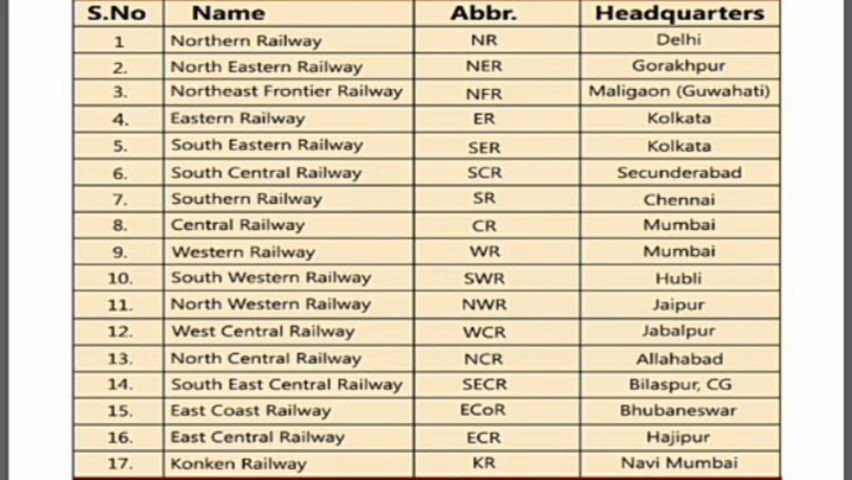 S.No Name Abbr. Headquarters
1 Northern Railway NR Delhi
2. North Eastern Railway NER Gorakhpur
3. Northeast Frontier Railway NFR Maligaon (Guwahati)
4. Eastern Railway ER Kolkata
5. South Eastern Railway SER Kolkata
6. South Central Railway SCR Secunderabad
7. Southern Railway SR Chennai
8. Central Railway CR Mumbai
9. Western Railway WR Mumbai
10. South Western Railway SWR Hubli
11. North Western Railway NWR Jaipur
12. West Central Railway WCR Jabalpur
13. North Central Railway NCR Allahabad
14. South East Central Railway SECR Bilaspur, CG
15. East Coast Railway ECoR Bhubaneswar
16. East Central Railway ECR Hajipur
17. Konken Railway KR Navi Mumbai